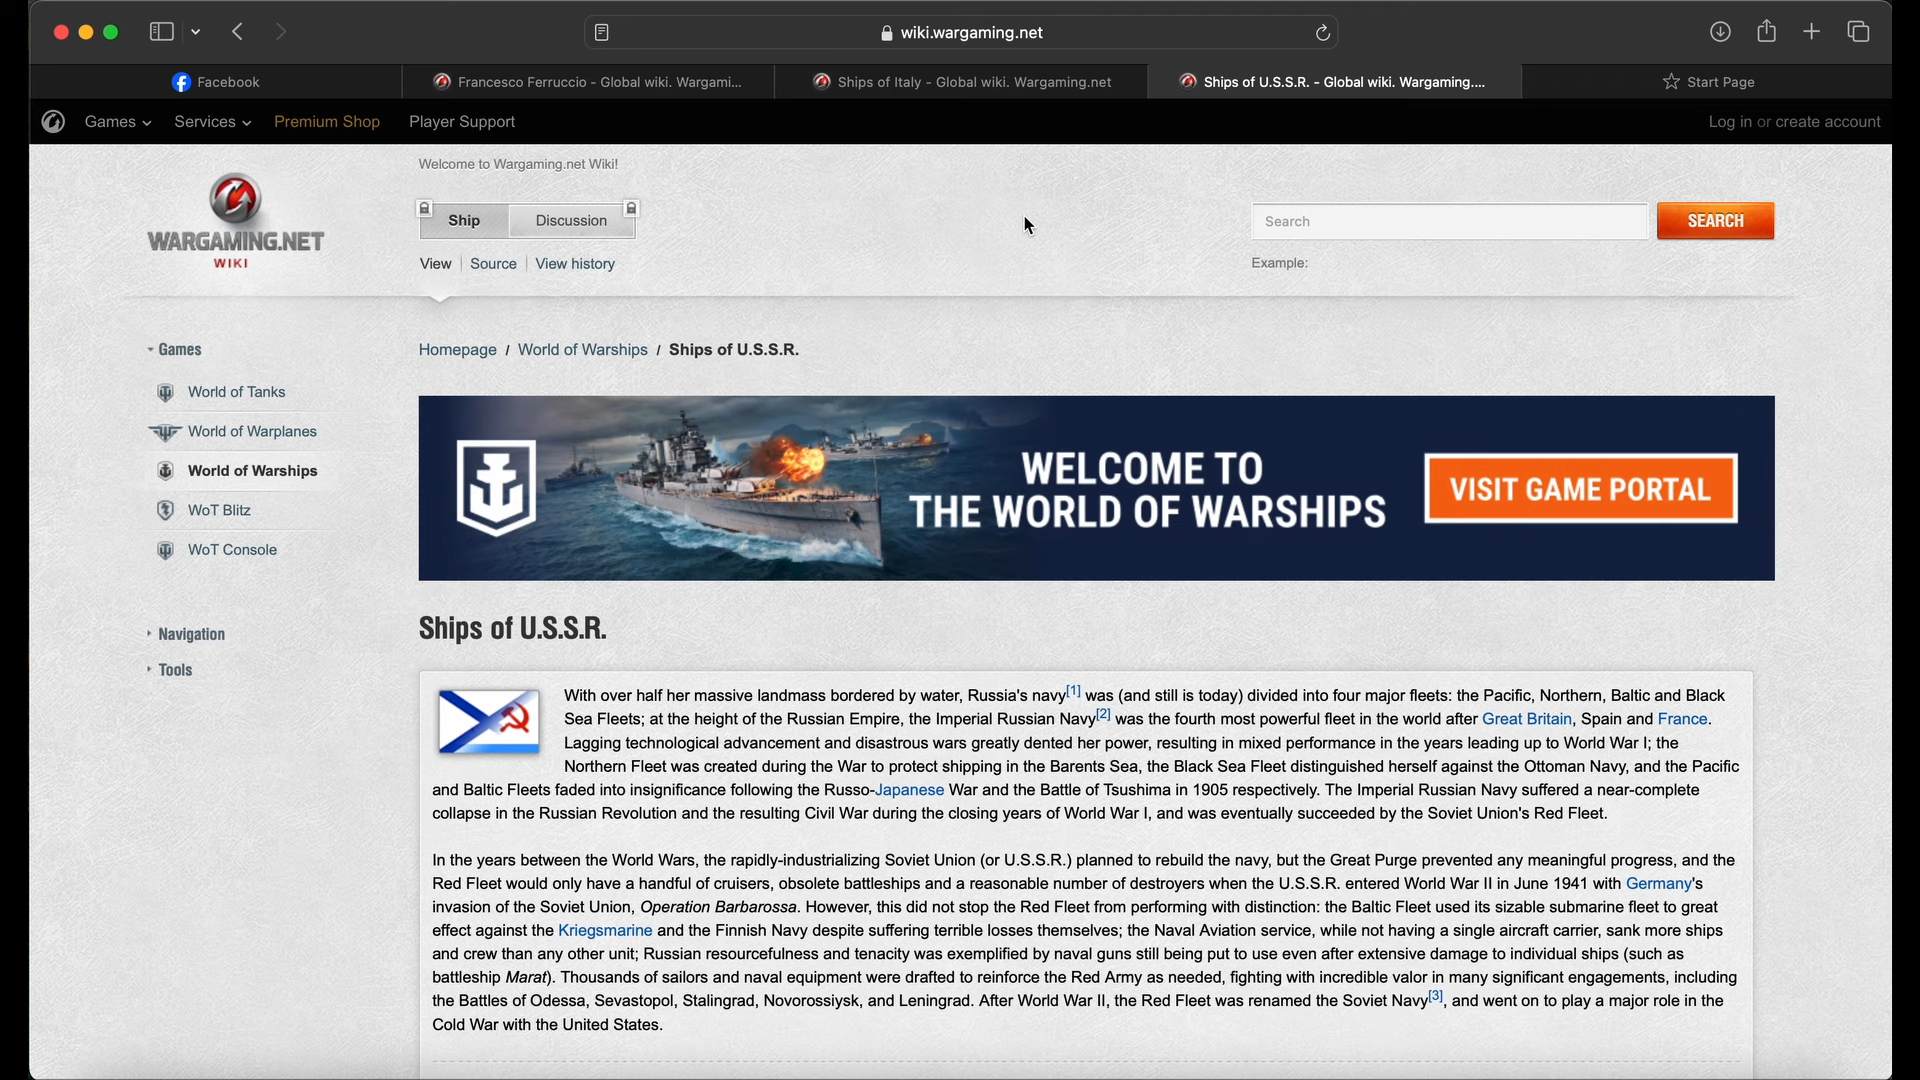 wiki.wargaming.net
Facebook
Francesco Ferruccio - Global wiki. Wargami...
Ships of Italy - Global wiki. Wargaming.net
Ships of U.S.S.R. - Global wiki. Wargaming....
Start Page
Games
Services
Premium Shop
Player Support
Log in or create account
Welcome to Wargaming.net Wiki!
WARGAMING.NET
WIKI
Ship
Discussion
View
Source
View history
Search
SEARCH
Example:
Games
World of Tanks
World of Warplanes
World of Warships
WoT Blitz
WoT Console
Navigation
Tools
Homepage / World of Warships / Ships of U.S.S.R.
WELCOME TO
THE WORLD OF WARSHIPS
VISIT GAME PORTAL
Ships of U.S.S.R.
With over half her massive landmass bordered by water, Russia's navy[1] was (and still is today) divided into four major fleets: the Pacific, Northern, Baltic and Black
Sea Fleets; at the height of the Russian Empire, the Imperial Russian Navy[2] was the fourth most powerful fleet in the world after Great Britain, Spain and France.
Lagging technological advancement and disastrous wars greatly dented her power, resulting in mixed performance in the years leading up to World War I; the
Northern Fleet was created during the War to protect shipping in the Barents Sea, the Black Sea Fleet distinguished herself against the Ottoman Navy, and the Pacific
and Baltic Fleets faded into insignificance following the Russo-Japanese War and the Battle of Tsushima in 1905 respectively. The Imperial Russian Navy suffered a near-complete
collapse in the Russian Revolution and the resulting Civil War during the closing years of World War I, and was eventually succeeded by the Soviet Union's Red Fleet.
In the years between the World Wars, the rapidly-industrializing Soviet Union (or U.S.S.R.) planned to rebuild the navy, but the Great Purge prevented any meaningful progress, and the
Red Fleet would only have a handful of cruisers, obsolete battleships and a reasonable number of destroyers when the U.S.S.R. entered World War II in June 1941 with Germany's
invasion of the Soviet Union, Operation Barbarossa. However, this did not stop the Red Fleet from performing with distinction: the Baltic Fleet used its sizable submarine fleet to great
effect against the Kriegsmarine and the Finnish Navy despite suffering terrible losses themselves; the Naval Aviation service, while not having a single aircraft carrier, sank more ships
and crew than any other unit; Russian resourcefulness and tenacity was exemplified by naval guns still being put to use even after extensive damage to individual ships (such as
battleship Marat). Thousands of sailors and naval equipment were drafted to reinforce the Red Army as needed, fighting with incredible valor in many significant engagements, including
the Battles of Odessa, Sevastopol, Stalingrad, Novorossiysk, and Leningrad. After World War II, the Red Fleet was renamed the Soviet Navy[3], and went on to play a major role in the
Cold War with the United States.